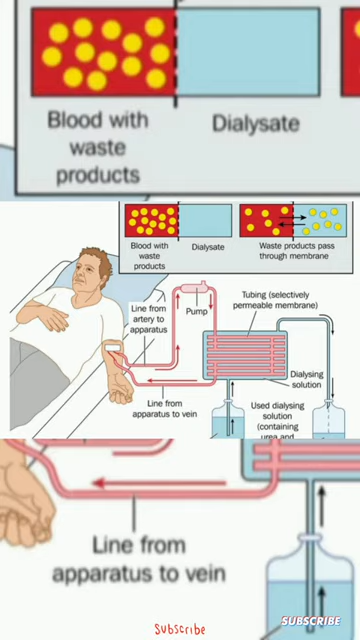 Blood with
waste
products
Dialysate
Blood with
waste
products
Dialysate
Waste products pass
through membrane
Line from
artery to
apparatus
Pump
Tubing (selectively
permeable membrane)
Dialysing
solution
Line from
apparatus to vein
Used dialysing
solution
(containing
urea and
Line from
apparatus to vein
SUBSCRIBE
Subscribe